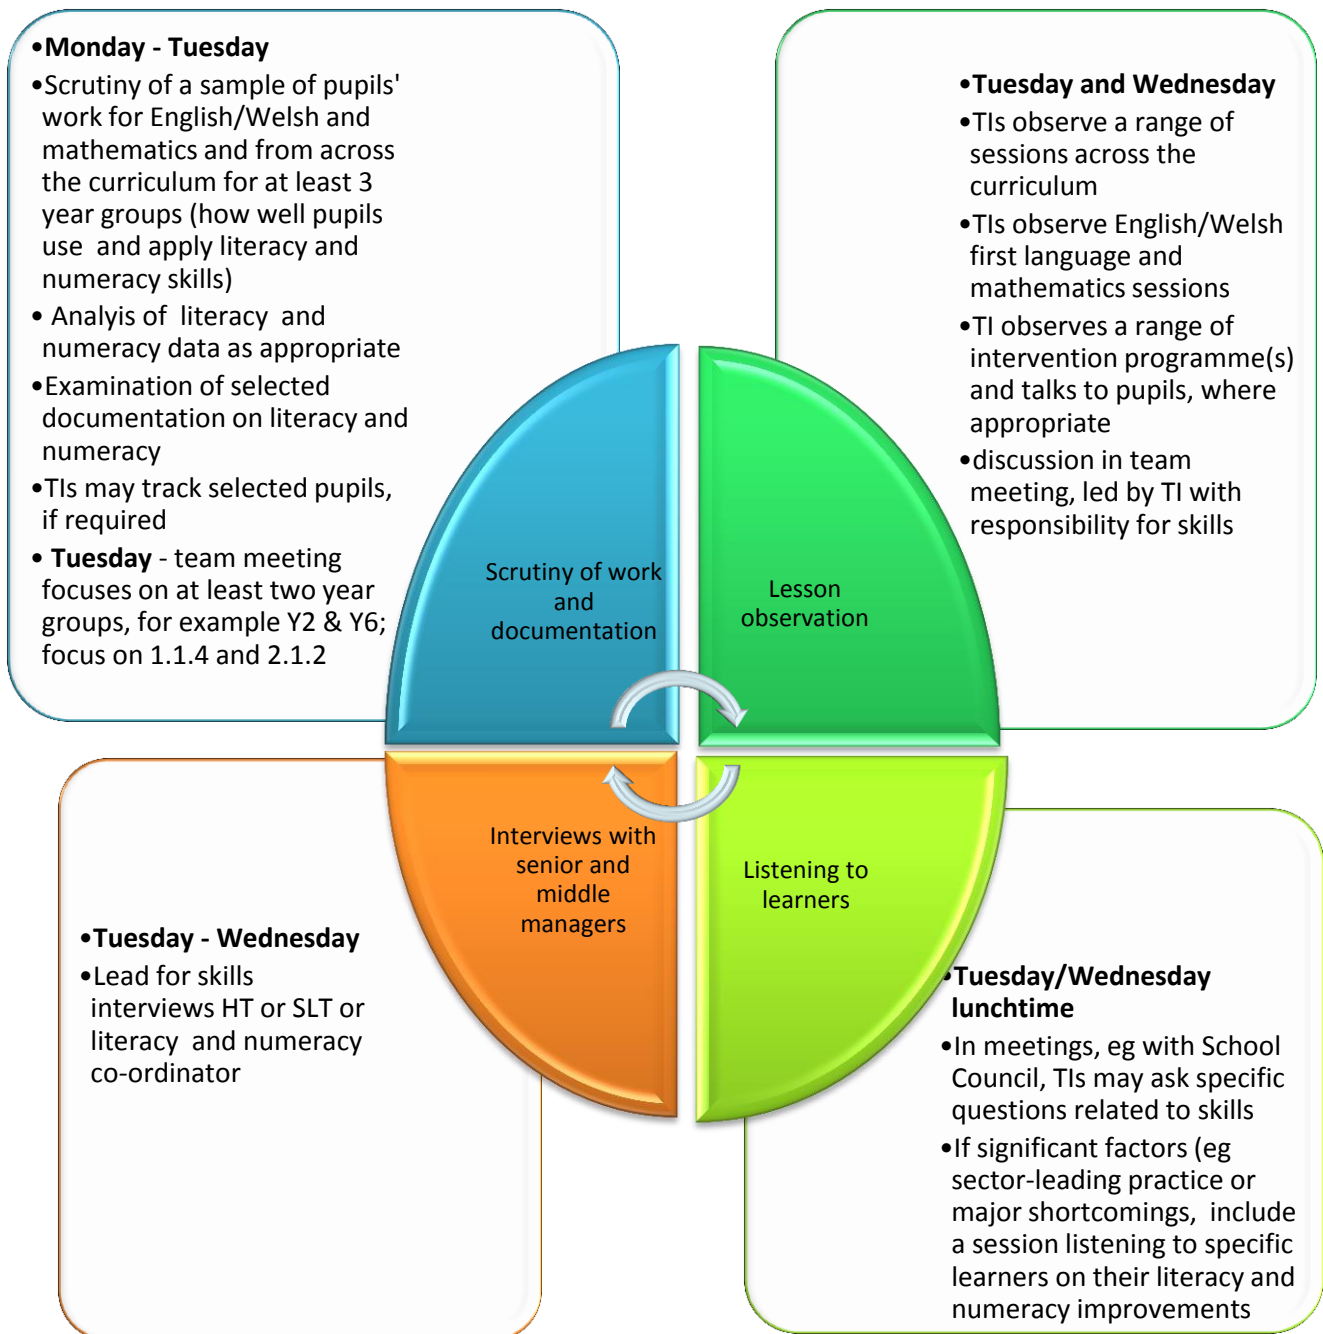 •Monday - Tuesday
•Scrutiny of a sample of pupils'
work for English/Welsh and
mathematics and from across
the curriculum for at least 3
year groups (how well pupils
use  and apply literacy and
numeracy skills)
• Analyis of  literacy  and
numeracy data as appropriate
•Examination of selected
documentation on literacy and
numeracy
•TIs may track selected pupils,
if required
• Tuesday - team meeting
focuses on at least two year
groups, for example Y2 & Y6;
focus on 1.1.4 and 2.1.2
•Tuesday and Wednesday
•TIs observe a range of
sessions across the
curriculum
•TIs observe English/Welsh
first language and
mathematics sessions
•TI observes a range of
intervention programme(s)
and talks to pupils, where
appropriate
•discussion in team
meeting, led by TI with
responsibility for skills
Scrutiny of work
and
documentation
Lesson
observation
Interviews with
senior and
middle
managers
Listening to
learners
•Tuesday - Wednesday
•Lead for skills
interviews HT or SLT or
literacy  and numeracy
co-ordinator
•Tuesday/Wednesday
lunchtime
•In meetings, eg with School
Council, TIs may ask specific
questions related to skills
•If significant factors (eg
sector-leading practice or
major shortcomings,  include
a session listening to specific
learners on their literacy and
numeracy improvements